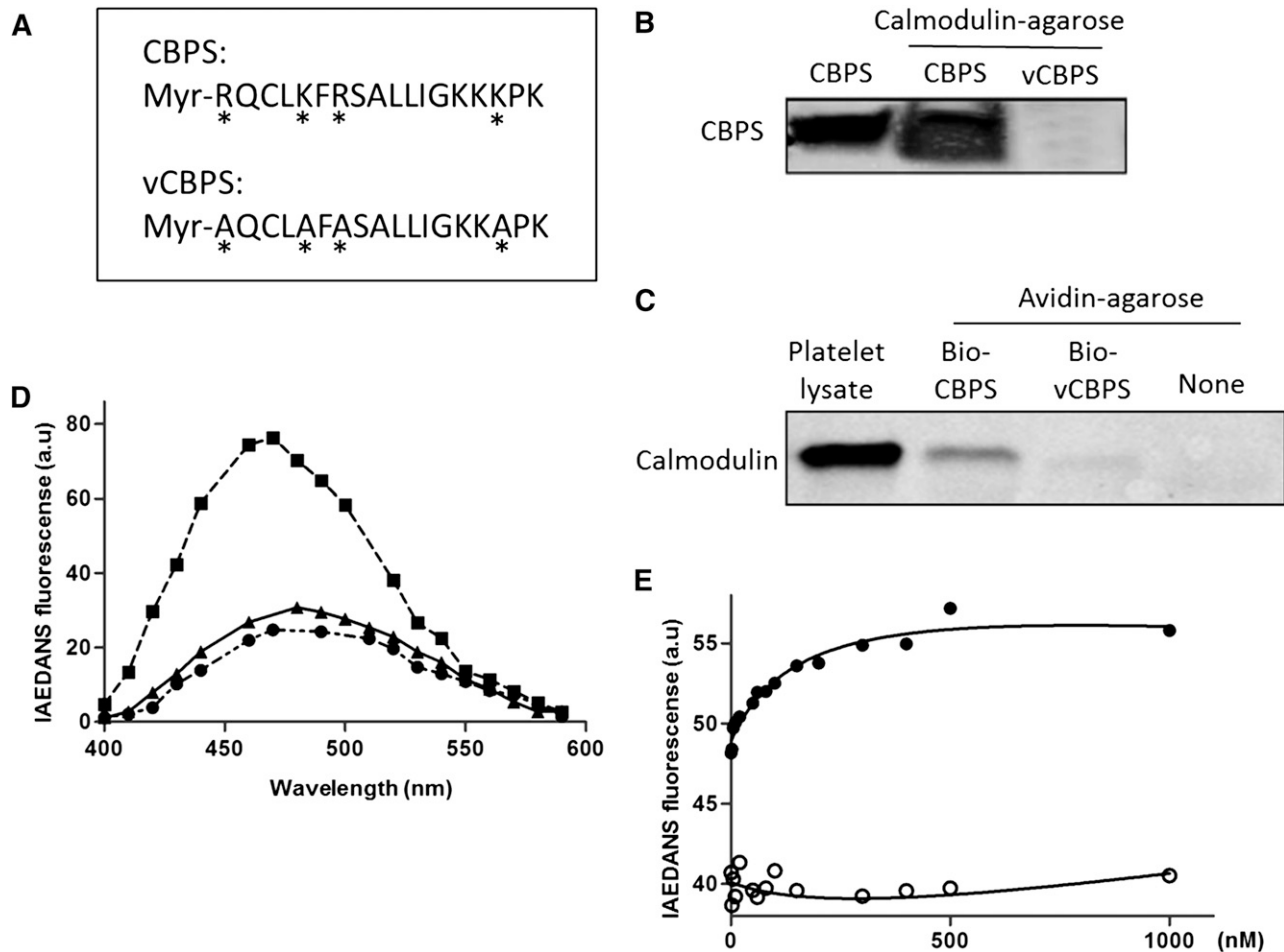 A
CBPS:
Myr-RQCLKFRSALLIGKKKPK
* * * *
vCBPS:
Myr-AQCLAFASALLIGKKAPK
* * * *
B
Calmodulin-agarose
CBPS CBPS vCBPS
CBPS
C
Avidin-agarose
Platelet lysate Bio-CBPS Bio-vCBPS None
Calmodulin
D
IAEDANS fluorescense (a.u)
80
60
40
20
0
400 450 500 550 600
Wavelength (nm)
E
IAEDANS fluorescense (a.u)
55
50
45
40
0 500 1000 (nM)